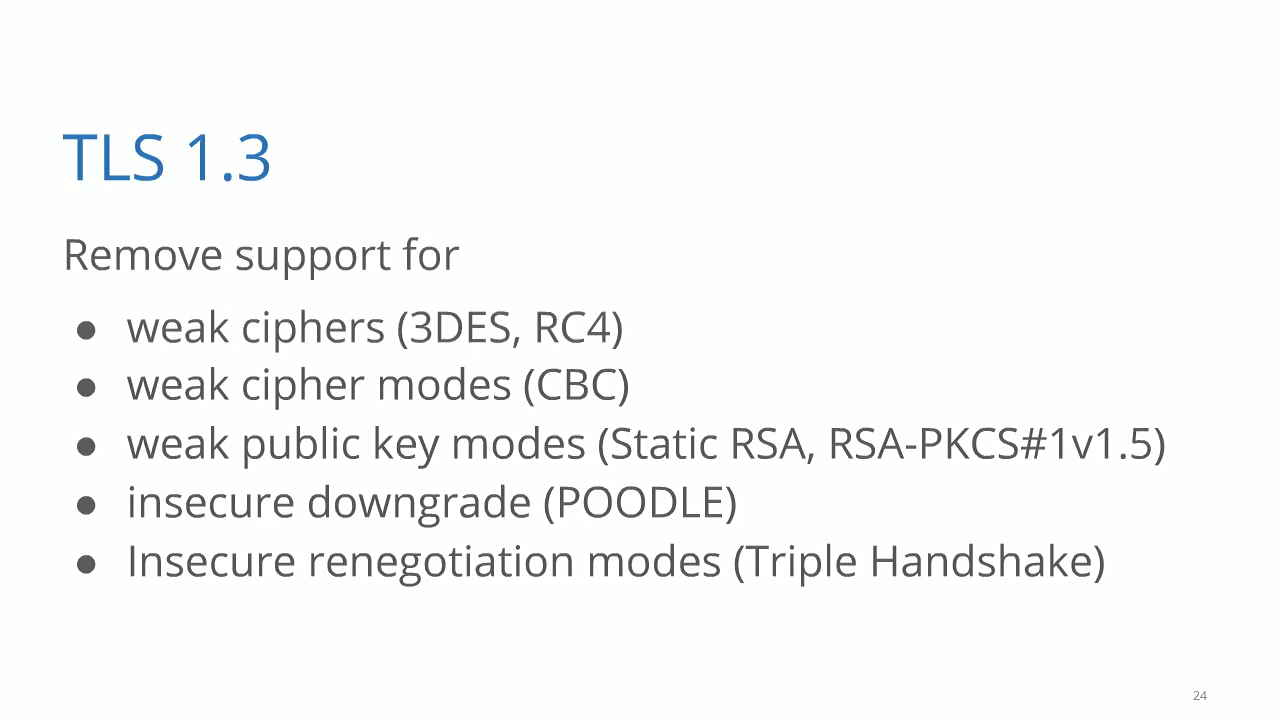 TLS 1.3
Remove support for
● weak ciphers (3DES, RC4)
● weak cipher modes (CBC)
● weak public key modes (Static RSA, RSA-PKCS#1v1.5)
● insecure downgrade (POODLE)
● Insecure renegotiation modes (Triple Handshake)
24